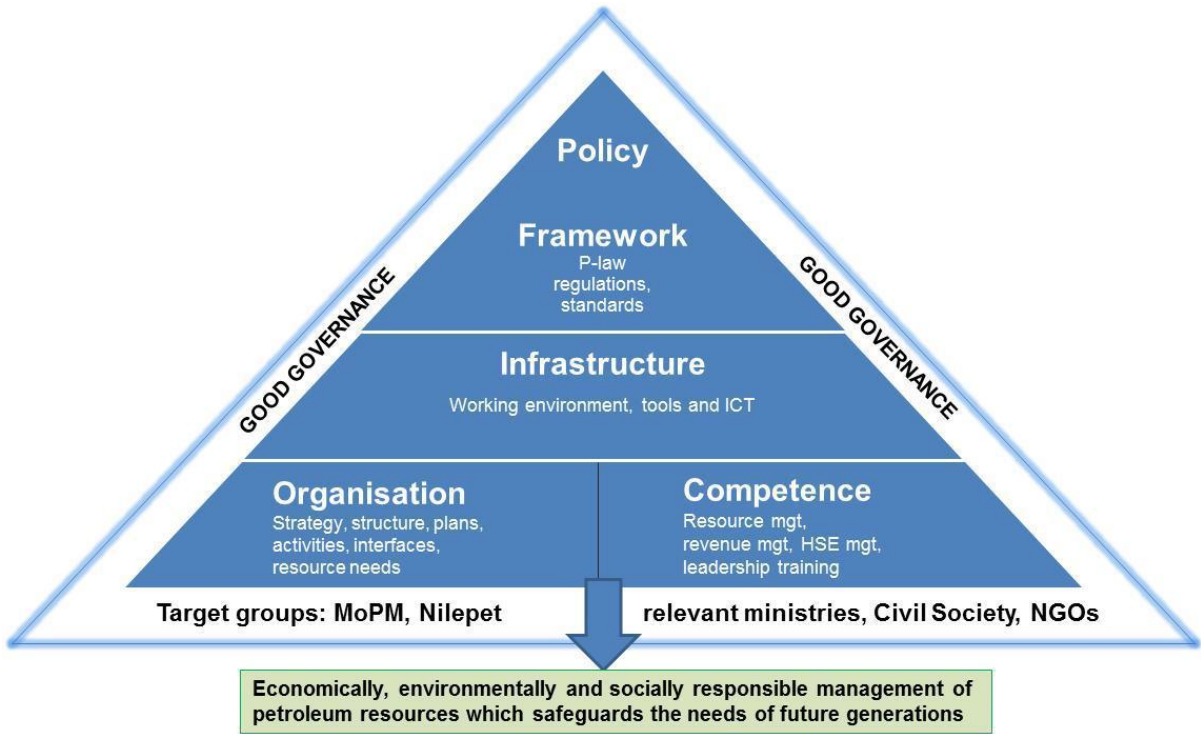 Policy
Framework
P-law
regulations,
standards
GOOD GOVERNANCE
GOOD GOVERNANCE
Infrastructure
Working environment, tools and ICT
Organisation
Strategy, structure, plans,
activities, interfaces,
resource needs
Competence
Resource mgt,
revenue mgt, HSE mgt,
leadership training
Target groups: MoPM, Nilepet
relevant ministries, Civil Society, NGOs
Economically, environmentally and socially responsible management of
petroleum resources which safeguards the needs of future generations